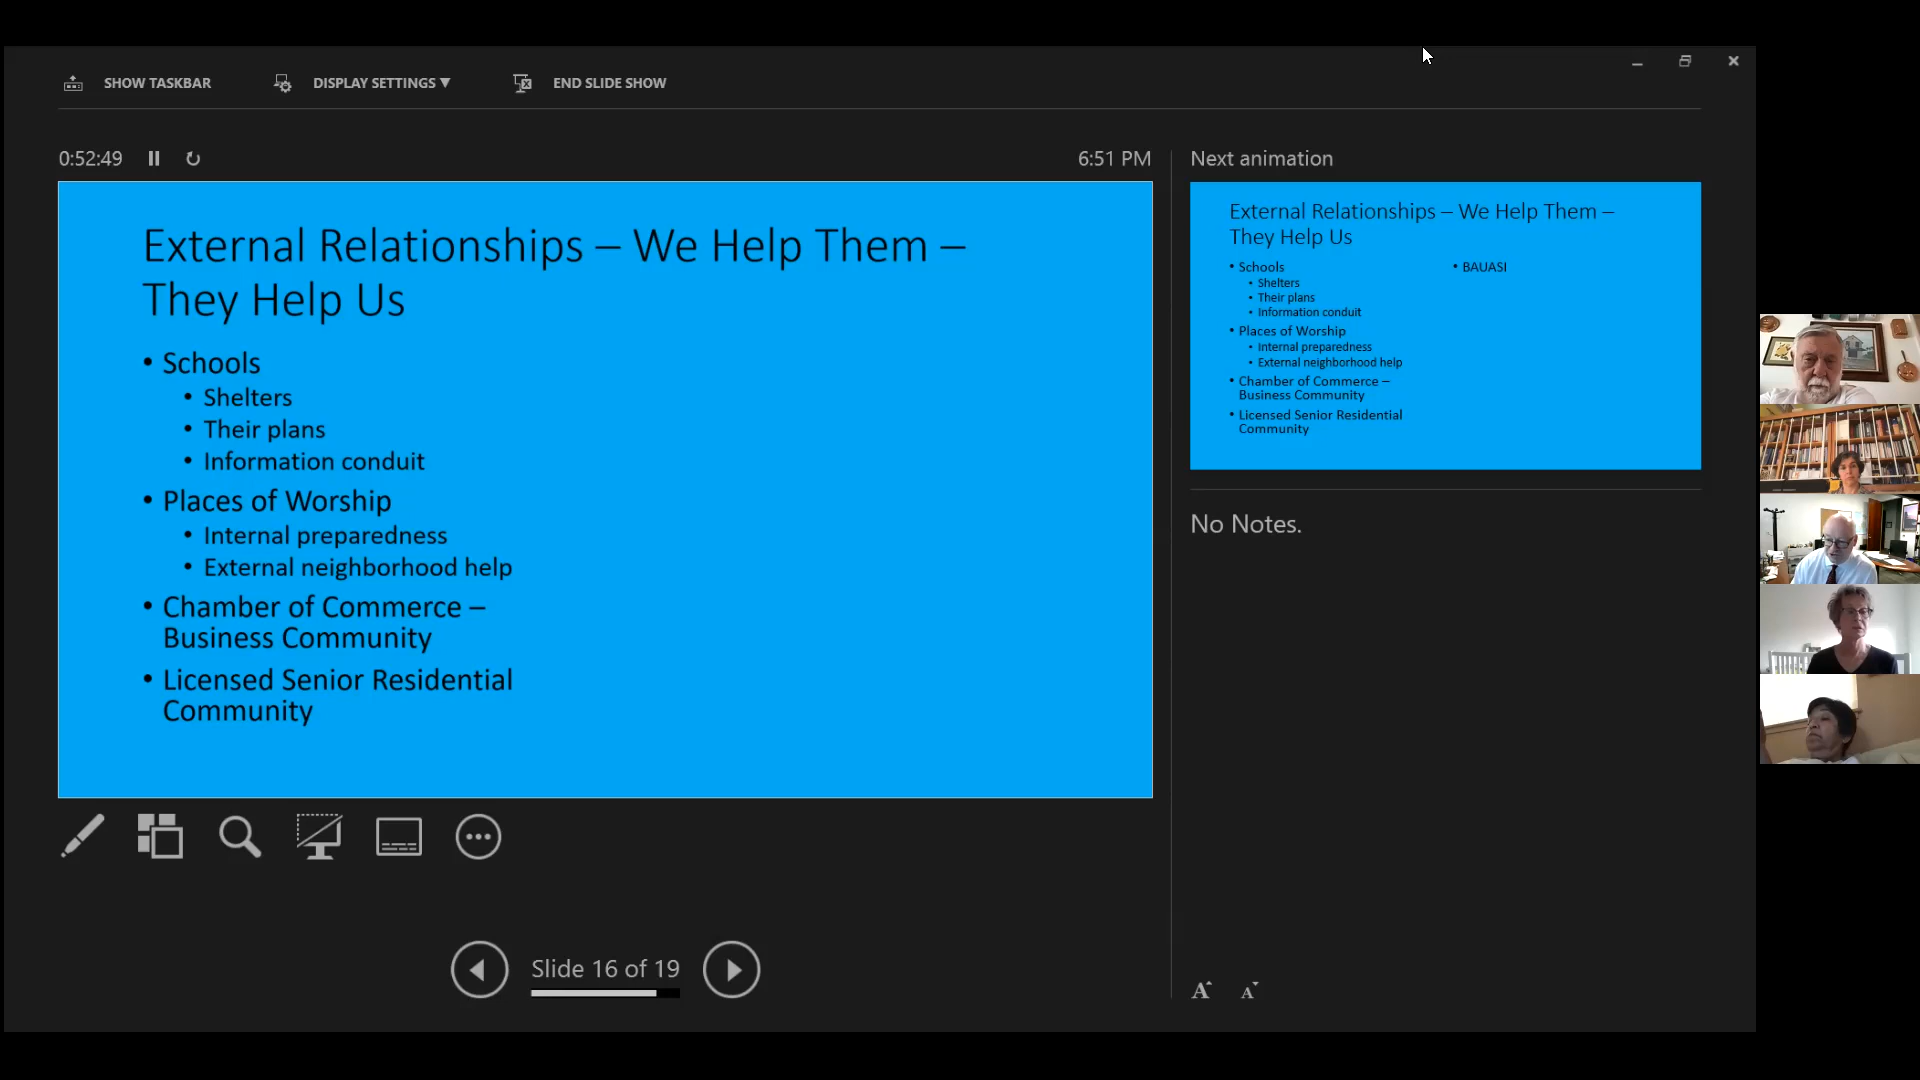 SHOW TASKBAR
DISPLAY SETTINGS ▼
END SLIDE SHOW
0:52:49
6:51 PM
Next animation
External Relationships – We Help Them –
They Help Us
• Schools
• Shelters
• Their plans
• Information conduit
• Places of Worship
• Internal preparedness
• External neighborhood help
• Chamber of Commerce –
Business Community
• Licensed Senior Residential
Community
External Relationships – We Help Them –
They Help Us
• Schools
• Shelters
• Their plans
• Information conduit
• Places of Worship
• Internal preparedness
• External neighborhood help
• Chamber of Commerce –
Business Community
• Licensed Senior Residential
Community
• BAUASI
No Notes.
Slide 16 of 19
A A